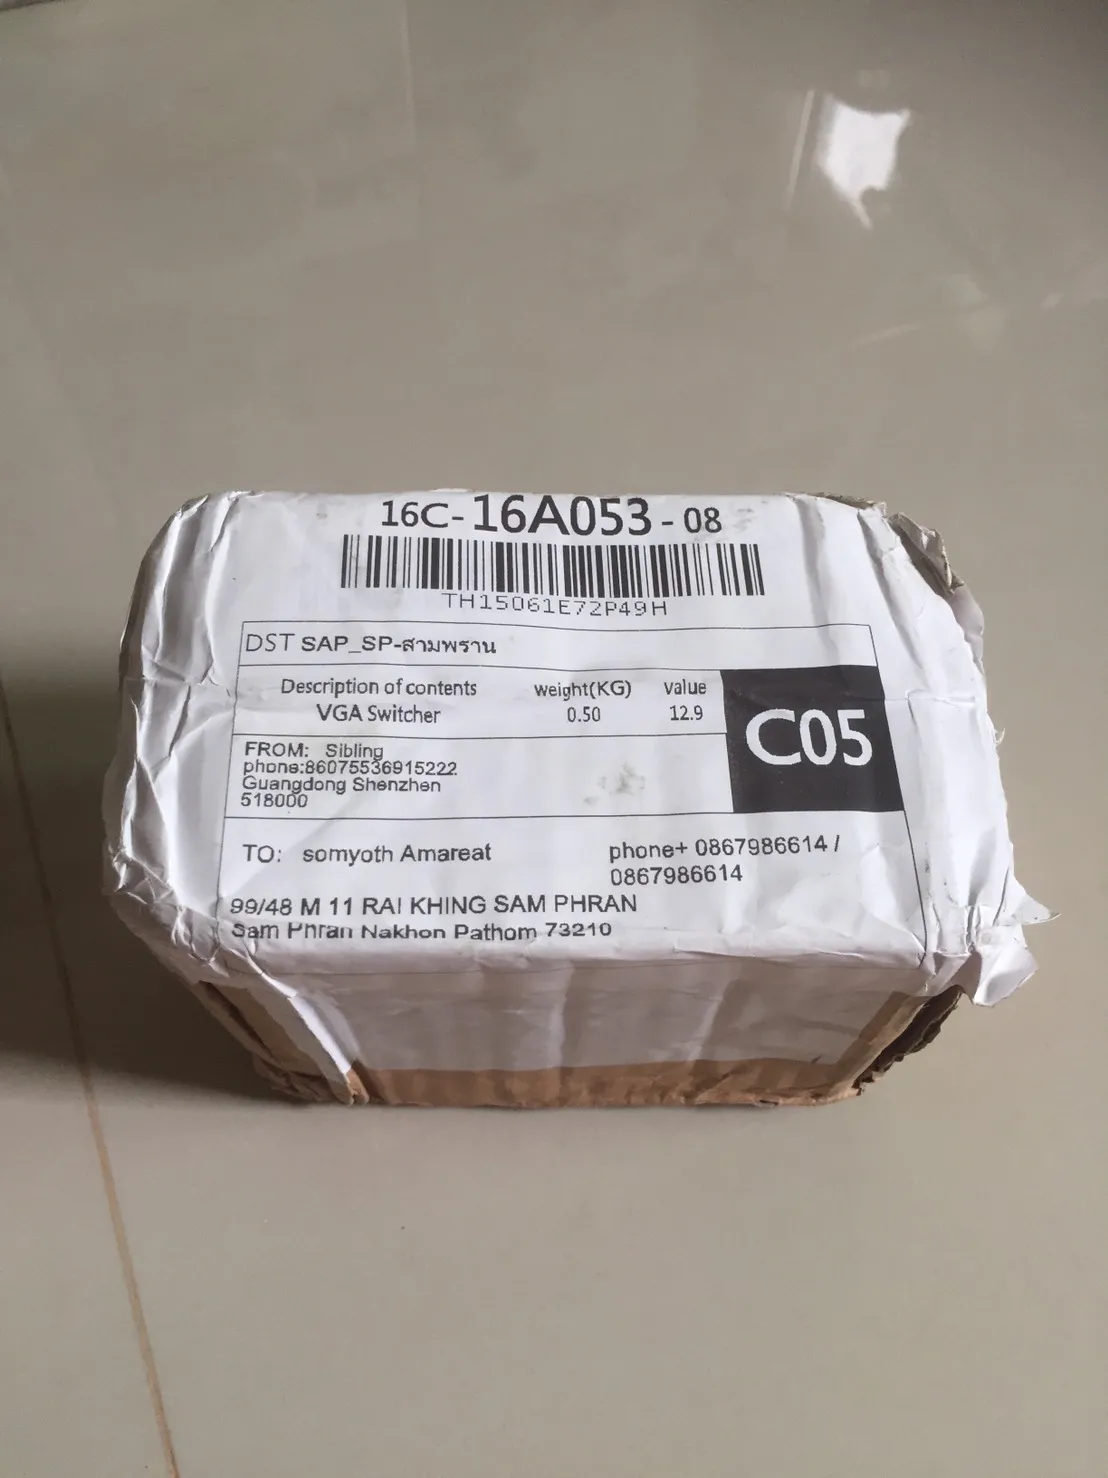 16C-16A053-08
TH15061E72P49H
DST SAP_SP-สามพราน
Description of contents weight(KG) value
VGA Switcher 0.50 12.9
C05
FROM: Sibling
phone:86075536915222
Guangdong Shenzhen
518000
TO: somyoth Amareat phone+ 0867986614 /
0867986614
99/48 M 11 RAI KHING SAM PHRAN
Sam Phran Nakhon Pathom 73210